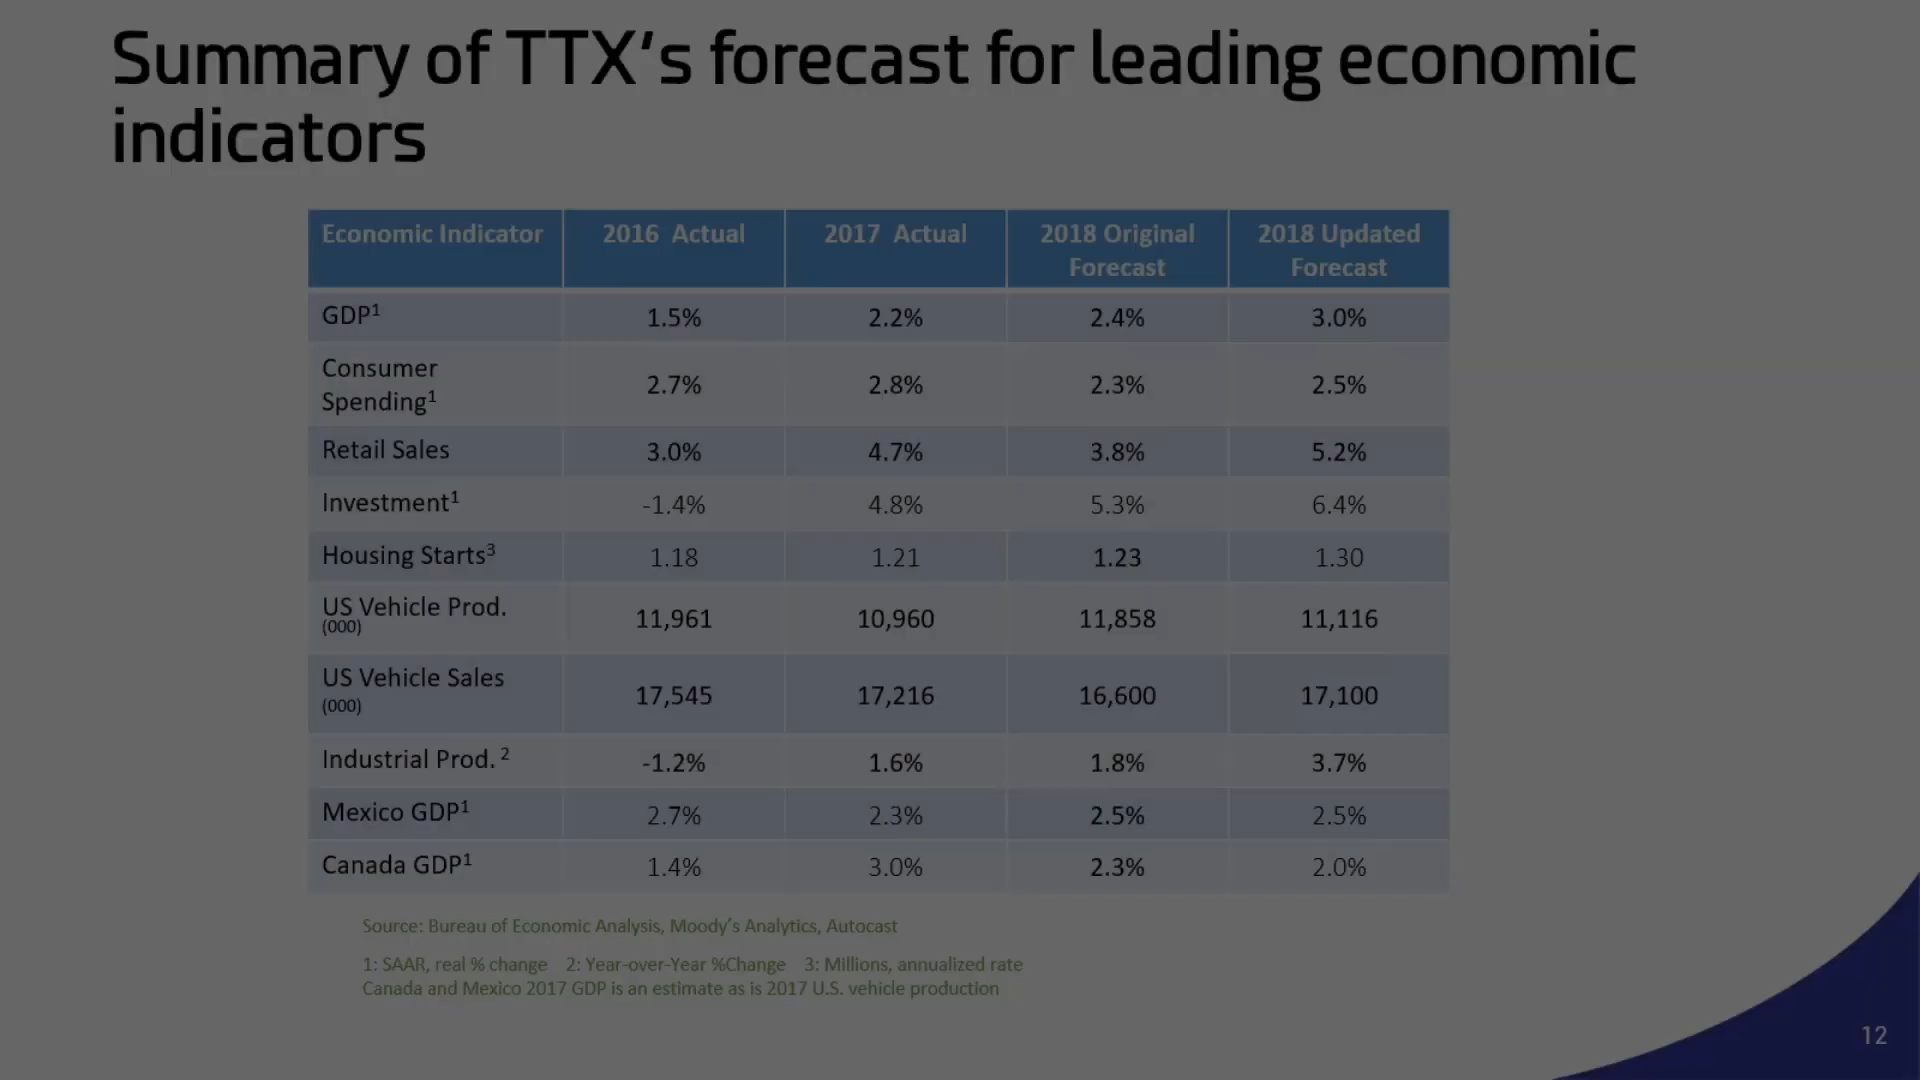 Summary of TTX's forecast for leading economic
indicators
Economic Indicator 2016 Actual 2017 Actual 2018 Original Forecast 2018 Updated Forecast
GDP¹ 1.5% 2.2% 2.4% 3.0%
Consumer Spending¹ 2.7% 2.8% 2.3% 2.5%
Retail Sales 3.0% 4.7% 3.8% 5.2%
Investment¹ -1.4% 4.8% 5.3% 6.4%
Housing Starts³ 1.18 1.21 1.23 1.30
US Vehicle Prod. (000) 11,961 10,960 11,858 11,116
US Vehicle Sales (000) 17,545 17,216 16,600 17,100
Industrial Prod. ² -1.2% 1.6% 1.8% 3.7%
Mexico GDP¹ 2.7% 2.3% 2.5% 2.5%
Canada GDP¹ 1.4% 3.0% 2.3% 2.0%
Source: Bureau of Economic Analysis, Moody's Analytics, Autocast
1: SAAR, real % change 2: Year-over-Year %Change 3: Millions, annualized rate
Canada and Mexico 2017 GDP is an estimate as is 2017 U.S. vehicle production
12